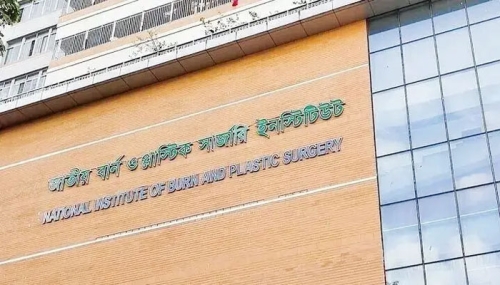 জাতীয় বার্ন ও প্লাস্টিক সার্জারি ইনস্টিটিউট
NATIONAL INSTITUTE OF BURN AND PLASTIC SURGERY